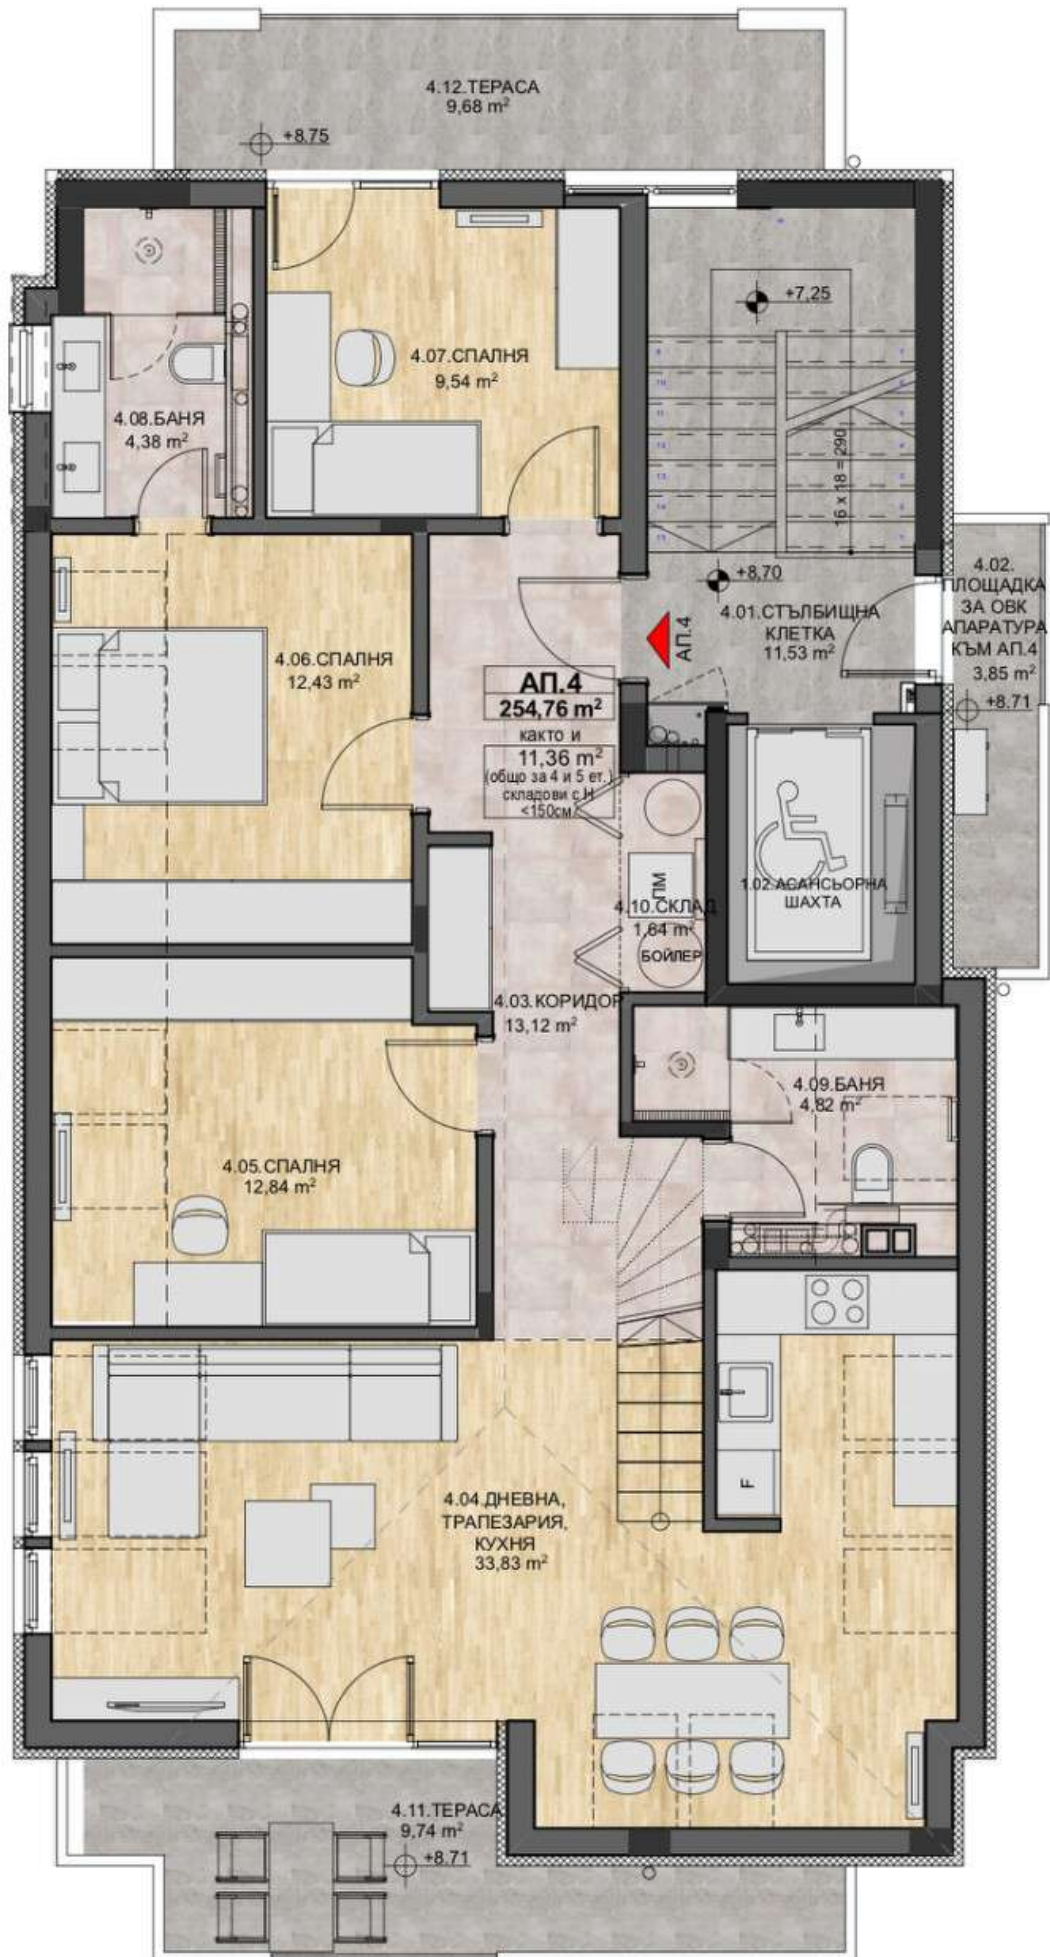 4.12.ТЕРАСА
9,68 m²
+8.75
+7,25
4.07.СПАЛНЯ
9,54 m²
4.08.БАНЯ
4,38 m²
16 x 18 = 290
+8,70
4.01.СТЪЛБИЩНА
КЛЕТКА
11,53 m²
АП.4
4.02.
ПЛОЩАДКА
ЗА ОВК
АПАРАТУРА
КЪМ АП.4
3,85 m²
+8.71
4.06.СПАЛНЯ
12,43 m²
АП.4
254,76 m²
както и
11,36 m²
(общо за 4 и 5 ет.)
складови с H
<150см)
1.02.АСАНСЬОРНА
ШАХТА
ПМ
4.10.СКЛАД
1,64 m²
БОЙЛЕР
4.03.КОРИДОР
13,12 m²
4.09.БАНЯ
4,82 m²
4.05.СПАЛНЯ
12,84 m²
F
4.04.ДНЕВНА,
ТРАПЕЗАРИЯ,
КУХНЯ
33,83 m²
4.11.ТЕРАСА
9,74 m²
+8.71